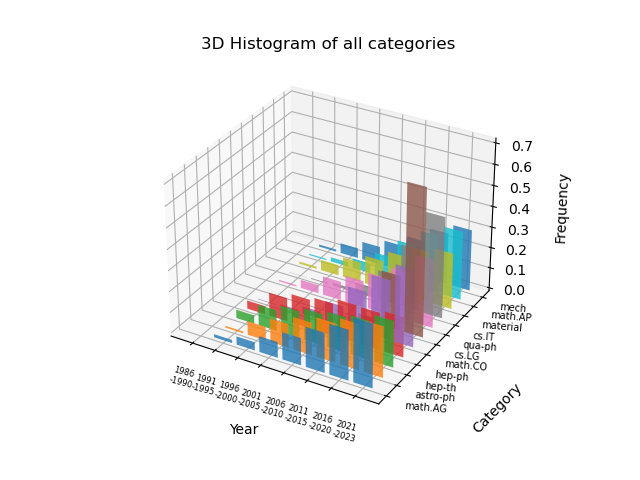 3D Histogram of all categories
0.7
0.6
0.5
0.4
0.3
0.2
0.1
0.0
Frequency
mech
math.AP
material
cs.IT
qua-ph
cs.LG
math.CO
hep-ph
hep-th
astro-ph
math.AG
Category
1986
-1990
1991
-1995
1996
-2000
2001
-2005
2006
-2010
2011
-2015
2016
-2020
2021
-2023
Year